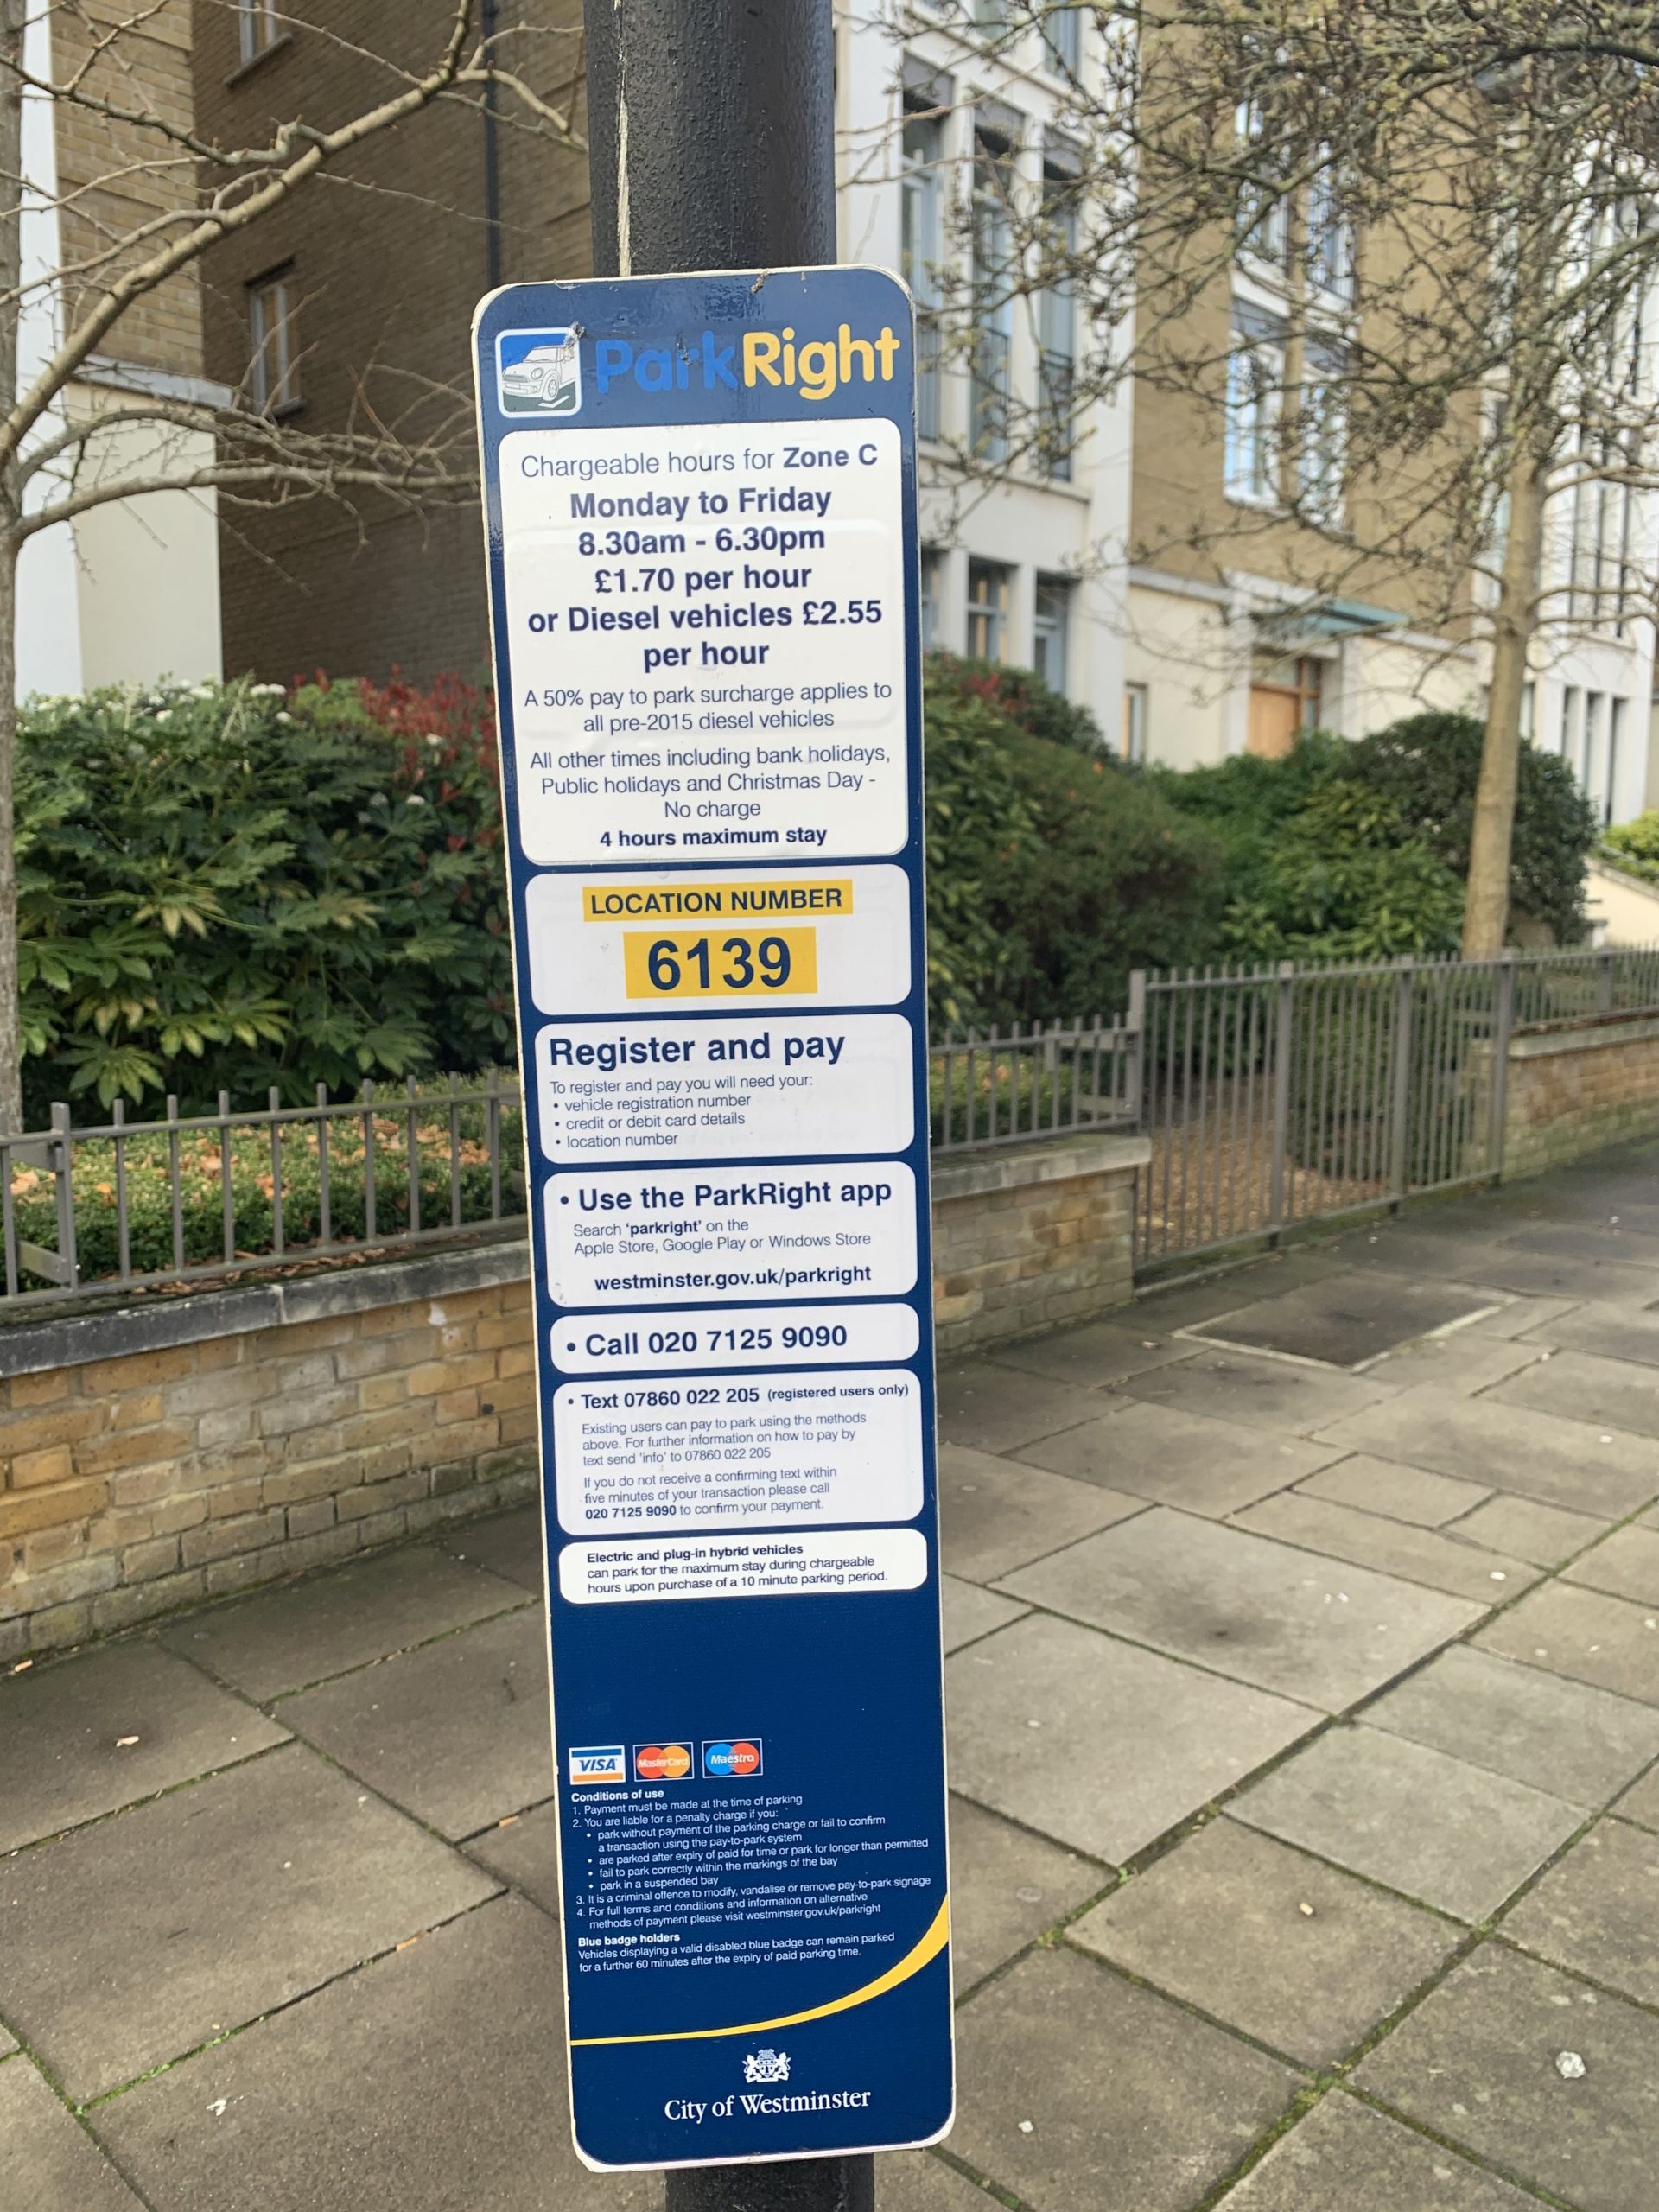 ParkRight
Chargeable hours for Zone C
Monday to Friday
8.30am - 6.30pm
£1.70 per hour
or Diesel vehicles £2.55
per hour
A 50% pay to park surcharge applies to
all pre-2015 diesel vehicles
All other times including bank holidays,
Public holidays and Christmas Day -
No charge
4 hours maximum stay
LOCATION NUMBER
6139
Register and pay
To register and pay you will need your:
• vehicle registration number
• credit or debit card details
• location number
• Use the ParkRight app
Search 'parkright' on the
Apple Store, Google Play or Windows Store
westminster.gov.uk/parkright
• Call 020 7125 9090
• Text 07860 022 205 (registered users only)
Existing users can pay to park using the methods
above. For further information on how to pay by
text send 'info' to 07860 022 205
If you do not receive a confirming text within
five minutes of your transaction please call
020 7125 9090 to confirm your payment.
Electric and plug-in hybrid vehicles
can park for the maximum stay during chargeable
hours upon purchase of a 10 minute parking period.
VISA MasterCard Maestro
Conditions of use
1. Payment must be made at the time of parking
2. You are liable for a penalty charge if you:
• park without payment of the parking charge or fail to confirm
a transaction using the pay-to-park system
• are parked after expiry of paid for time or park for longer than permitted
• fail to park correctly within the markings of the bay
• park in a suspended bay
3. It is a criminal offence to modify, vandalise or remove pay-to-park signage
4. For full terms and conditions and information on alternative
methods of payment please visit westminster.gov.uk/parkright
Blue badge holders
Vehicles displaying a valid disabled blue badge can remain parked
for a further 60 minutes after the expiry of paid parking time.
City of Westminster